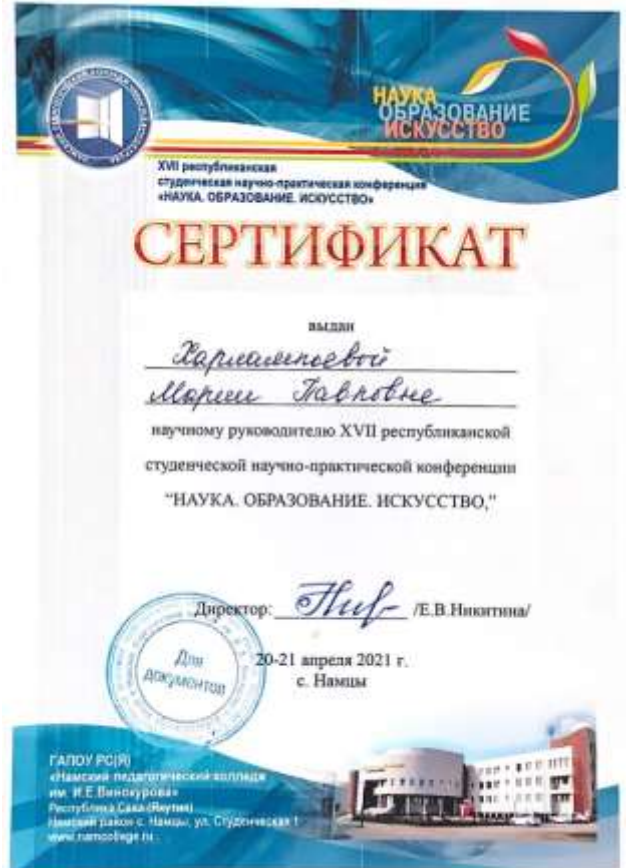 НАУКА
ОБРАЗОВАНИЕ
ИСКУССТВО
XVII республиканская
студенческая научно-практическая конференция
«НАУКА. ОБРАЗОВАНИЕ. ИСКУССТВО»
СЕРТИФИКАТ
выдан
Харлампьевой
Марии Павловне
научному руководителю XVII республиканской
студенческой научно-практической конференции
“НАУКА. ОБРАЗОВАНИЕ. ИСКУССТВО,”
Директор: /Е.В.Никитина/
Для
документов
20-21 апреля 2021 г.
с. Намцы
ГАПОУ РС(Я)
«Намский педагогический колледж
им. И.Е.Винокурова»
Республика Саха (Якутия)
Намский район с. Намцы, ул. Студенческая 1
www.namcollege.ru